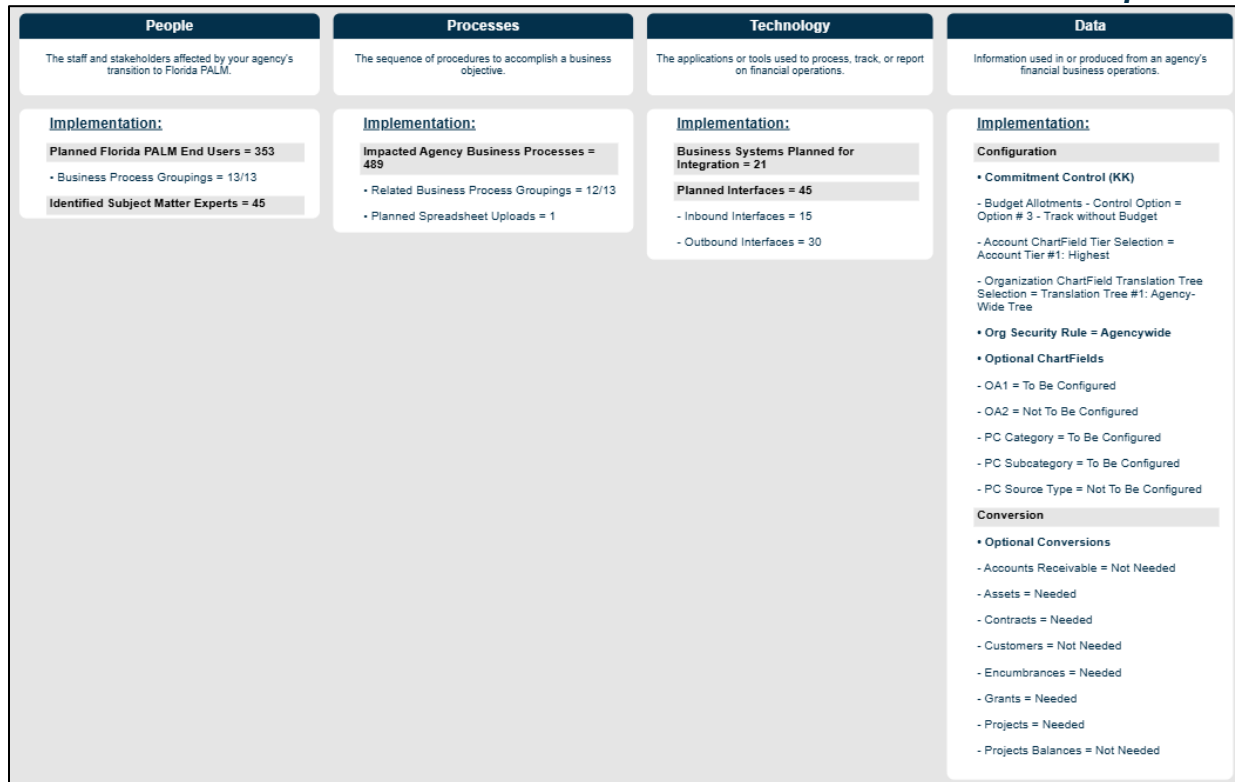 People
The staff and stakeholders affected by your agency's
transition to Florida PALM.
Implementation:
Planned Florida PALM End Users = 353
• Business Process Groupings = 13/13
Identified Subject Matter Experts = 45
Processes
The sequence of procedures to accomplish a business
objective.
Implementation:
Impacted Agency Business Processes =
489
• Related Business Process Groupings = 12/13
• Planned Spreadsheet Uploads = 1
Technology
The applications or tools used to process, track, or report
on financial operations.
Implementation:
Business Systems Planned for
Integration = 21
Planned Interfaces = 45
- Inbound Interfaces = 15
- Outbound Interfaces = 30
Data
Information used in or produced from an agency's
financial business operations.
Implementation:
Configuration
• Commitment Control (KK)
- Budget Allotments - Control Option =
Option # 3 - Track without Budget
- Account ChartField Tier Selection =
Account Tier #1: Highest
- Organization ChartField Translation Tree
Selection = Translation Tree #1: Agency-
Wide Tree
• Org Security Rule = Agencywide
• Optional ChartFields
- OA1 = To Be Configured
- OA2 = Not To Be Configured
- PC Category = To Be Configured
- PC Subcategory = To Be Configured
- PC Source Type = Not To Be Configured
Conversion
• Optional Conversions
- Accounts Receivable = Not Needed
- Assets = Needed
- Contracts = Needed
- Customers = Not Needed
- Encumbrances = Needed
- Grants = Needed
- Projects = Needed
- Projects Balances = Not Needed